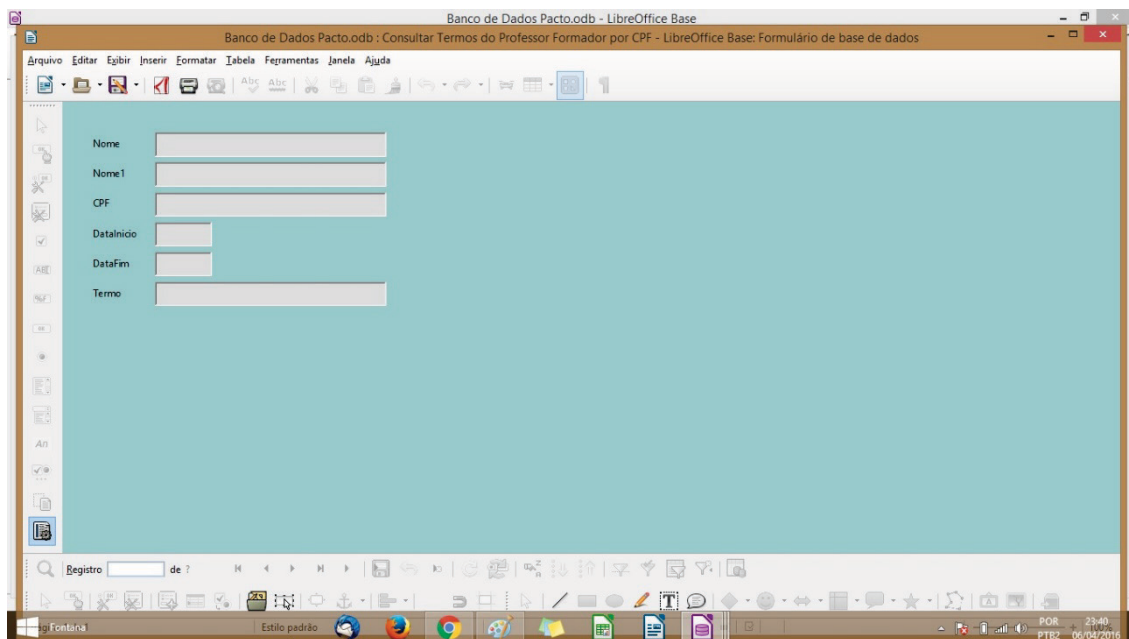 Banco de Dados Pacto.odb - LibreOffice Base
Banco de Dados Pacto.odb : Consultar Termos do Professor Formador por CPF - LibreOffice Base: Formulário de base de dados
Arquivo Editar Exibir Inserir Formatar Tabela Ferramentas Janela Ajuda
Nome
Nome1
CPF
DataInicio
DataFim
Termo
Registro de ?
Fontana
Estilo padrão
POR 23:40
PTB2 06/04/2016